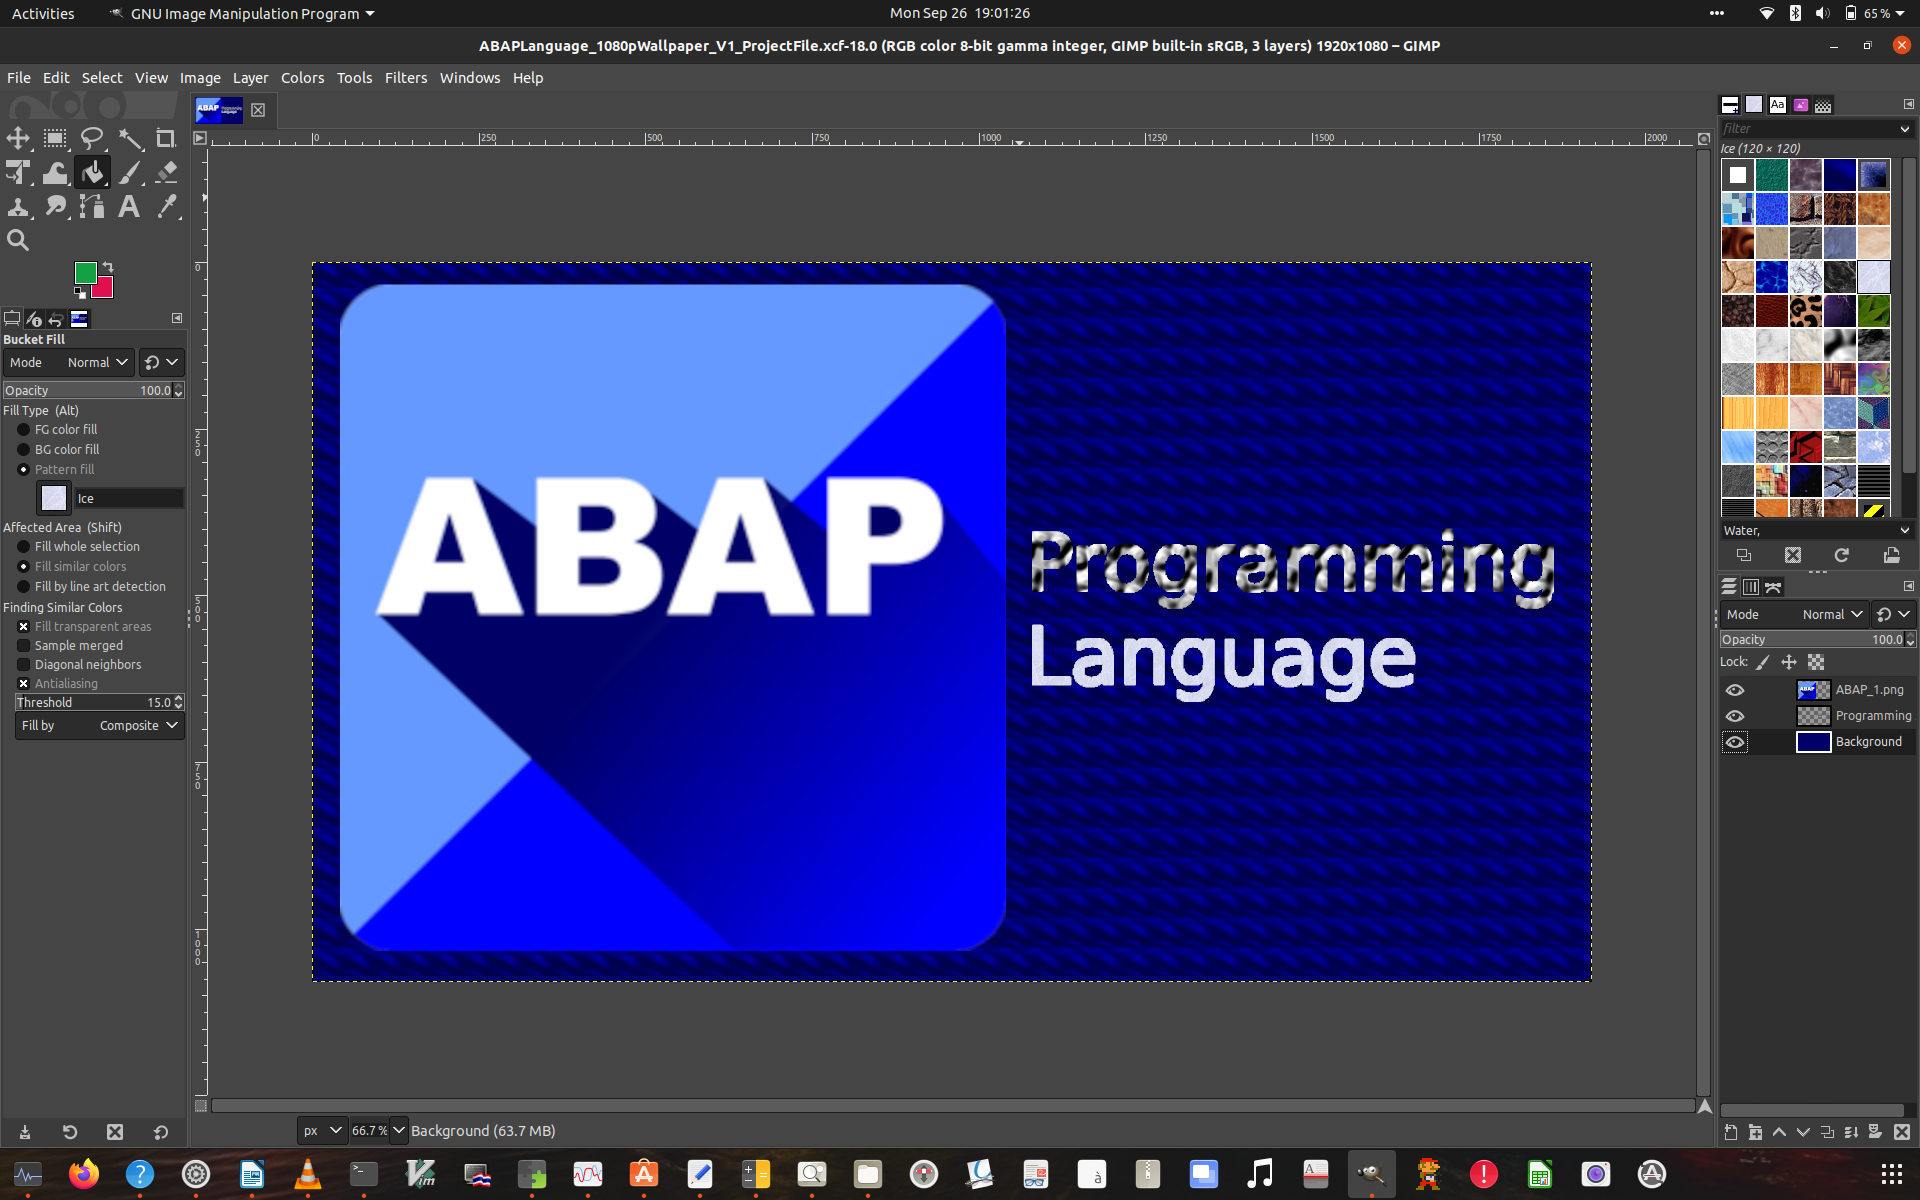 Activities
GNU Image Manipulation Program
Mon Sep 26 19:01:26
65 %
ABAPLanguage_1080pWallpaper_V1_ProjectFile.xcf-18.0 (RGB color 8-bit gamma integer, GIMP built-in sRGB, 3 layers) 1920x1080 – GIMP
File Edit Select View Image Layer Colors Tools Filters Windows Help
0 250 500 750 1000 1250 1500 1750 2000
0
250
500
750
1000
Bucket Fill
Mode Normal
Opacity 100.0
Fill Type (Alt)
FG color fill
BG color fill
Pattern fill
Ice
Affected Area (Shift)
Fill whole selection
Fill similar colors
Fill by line art detection
Finding Similar Colors
Fill transparent areas
Sample merged
Diagonal neighbors
Antialiasing
Threshold 15.0
Fill by Composite
ABAP
Programming
Language
px
66.7 %
Background (63.7 MB)
Aa
filter
Ice (120 × 120)
Water,
Mode Normal
Opacity 100.0
Lock:
ABAP_1.png
Programming
Background